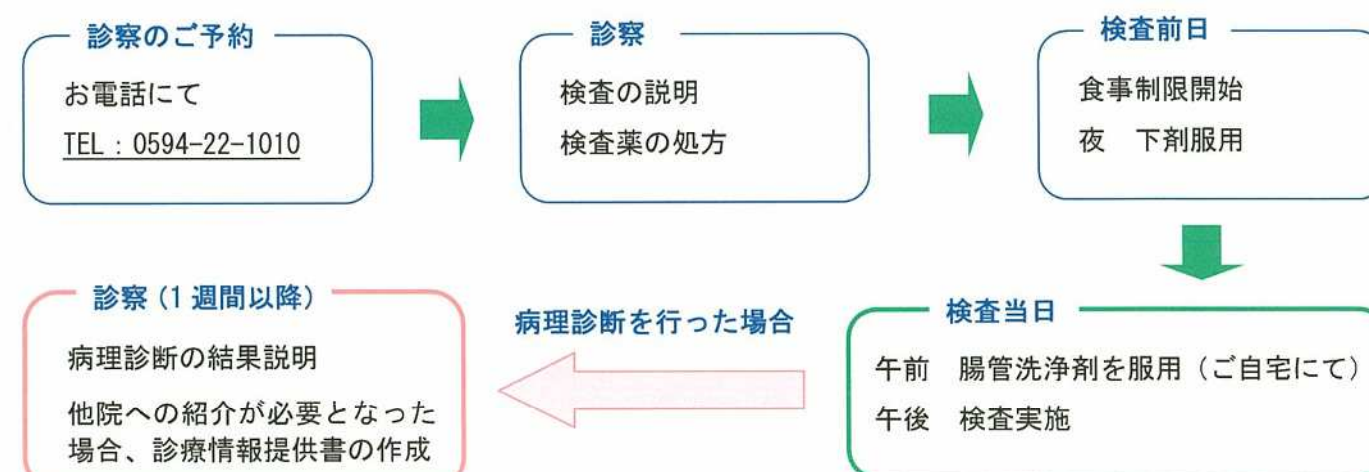 診察のご予約
お電話にて
TEL：0594-22-1010
診察
検査の説明
検査薬の処方
検査前日
食事制限開始
夜　下剤服用
検査当日
午前　腸管洗浄剤を服用（ご自宅にて）
午後　検査実施
病理診断を行った場合
診察（1 週間以降）
病理診断の結果説明
他院への紹介が必要となった
場合、診療情報提供書の作成